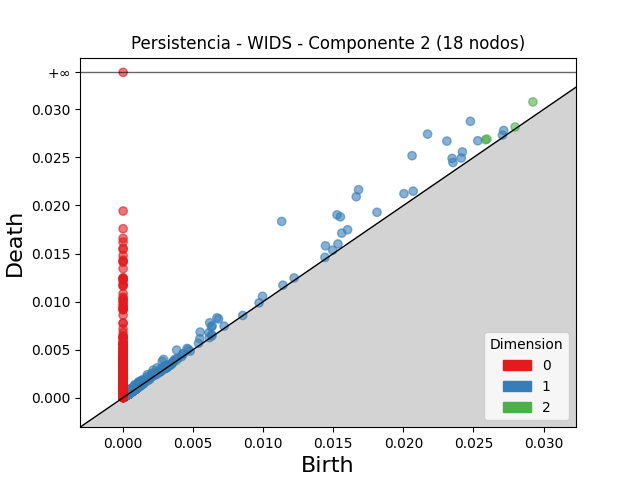 Persistencia - WIDS - Componente 2 (18 nodos)
+∞
0.030
0.025
0.020
0.015
0.010
0.005
0.000
Death
Dimension
0
1
2
0.000 0.005 0.010 0.015 0.020 0.025 0.030
Birth